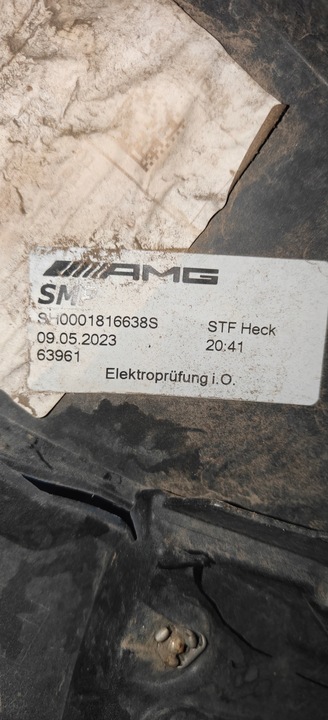 AMG
SMP
SH0001816638S STF Heck
09.05.2023 20:41
63961
Elektroprüfung i.O.